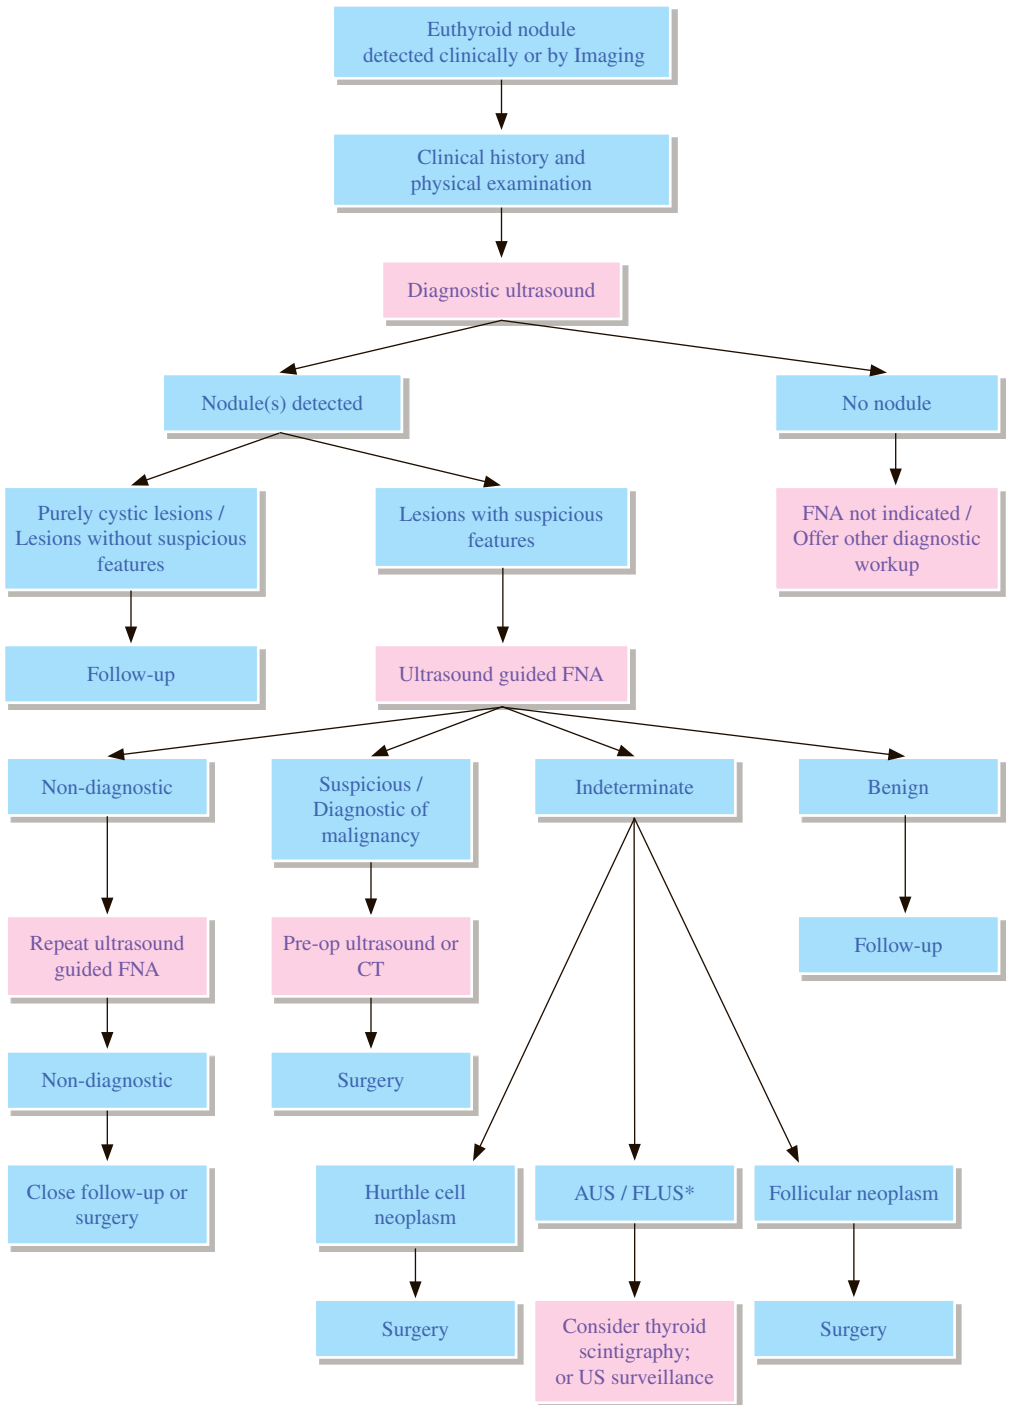 Euthyroid nodule
detected clinically or by Imaging
Clinical history and
physical examination
Diagnostic ultrasound
Nodule(s) detected
No nodule
Purely cystic lesions /
Lesions without suspicious
features
Lesions with suspicious
features
FNA not indicated /
Offer other diagnostic
workup
Follow-up
Ultrasound guided FNA
Non-diagnostic
Suspicious /
Diagnostic of
malignancy
Indeterminate
Benign
Repeat ultrasound
guided FNA
Pre-op ultrasound or
CT
Follow-up
Non-diagnostic
Surgery
Close follow-up or
surgery
Hurthle cell
neoplasm
AUS / FLUS*
Follicular neoplasm
Surgery
Consider thyroid
scintigraphy;
or US surveillance
Surgery